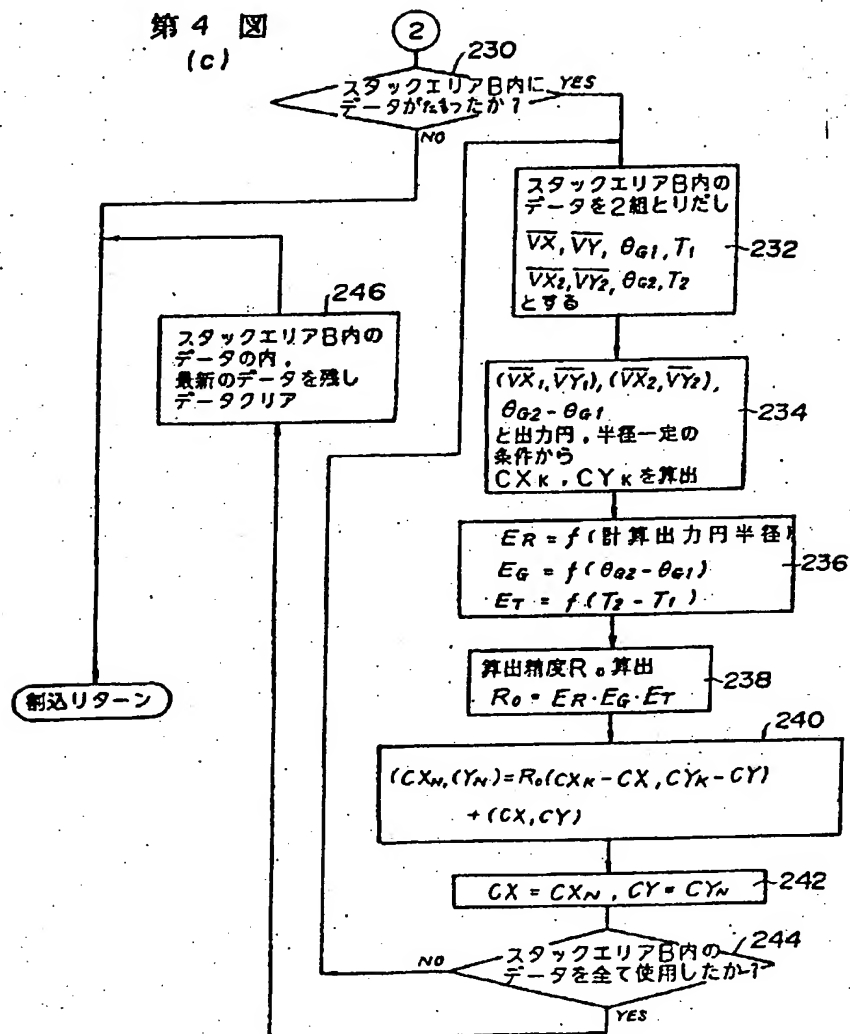 第4図
(c)
2
230
スタックエリアB内に
データがたまったか?
YES
NO
スタックエリアB内の
データを2組とりだし
V̅X̅, V̅Y̅, θG1, T1
V̅X̅2, V̅Y̅2, θG2, T2
とする
232
246
スタックエリアB内の
データの内,
最新のデータを残し
データクリア
(V̅X̅1, V̅Y̅1), (V̅X̅2, V̅Y̅2),
θG2 - θG1
と出力円,半径一定の
条件から
CXK, CYKを算出
234
ER = f(計算出力円半径
EG = f(θG2 - θG1)
ET = f(T2 - T1)
236
割込リターン
算出精度R0算出
R0 = ER・EG・ET
238
240
(CXN, (YN) = R0(CXK - CX, CYK - CY)
+ (CX, CY)
CX = CXN, CY = CYN
242
244
スタックエリアB内の
データを全て使用したか?
NO
YES